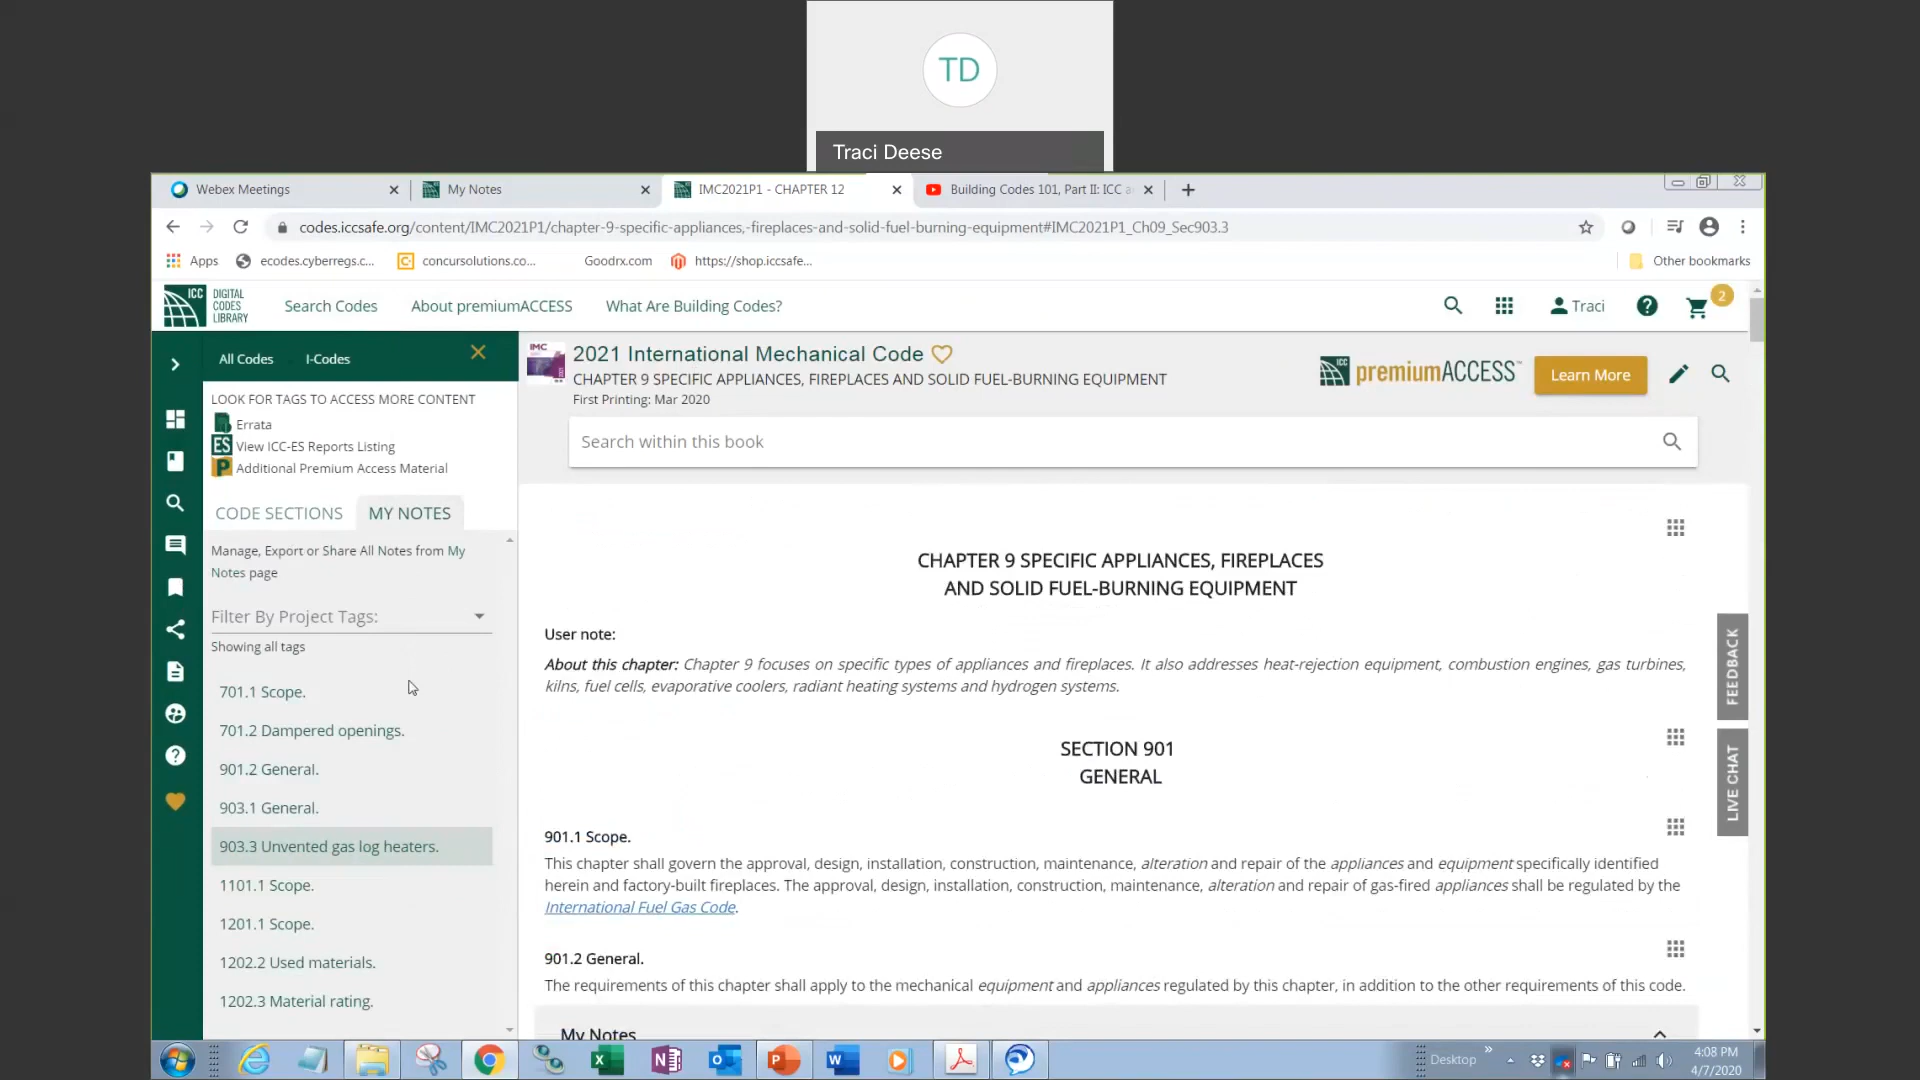 TD
Traci Deese
Webex Meetings
My Notes
IMC2021P1 - CHAPTER 12
Building Codes 101, Part II: ICC
codes.iccsafe.org/content/IMC2021P1/chapter-9-specific-appliances,-fireplaces-and-solid-fuel-burning-equipment#IMC2021P1_Ch09_Sec903.3
Apps
ecodes.cyberregs.c...
concursolutions.co...
Goodrx.com
https://shop.iccsafe...
Other bookmarks
ICC
DIGITAL
CODES
LIBRARY
Search Codes
About premiumACCESS
What Are Building Codes?
Traci
2
All Codes
I-Codes
LOOK FOR TAGS TO ACCESS MORE CONTENT
Errata
ES View ICC-ES Reports Listing
P Additional Premium Access Material
CODE SECTIONS
MY NOTES
Manage, Export or Share All Notes from My
Notes page
Filter By Project Tags:
Showing all tags
701.1 Scope.
701.2 Dampered openings.
901.2 General.
903.1 General.
903.3 Unvented gas log heaters.
1101.1 Scope.
1201.1 Scope.
1202.2 Used materials.
1202.3 Material rating.
IMC
2021 International Mechanical Code
CHAPTER 9 SPECIFIC APPLIANCES, FIREPLACES AND SOLID FUEL-BURNING EQUIPMENT
First Printing: Mar 2020
ICC premiumACCESS™
Learn More
Search within this book
CHAPTER 9 SPECIFIC APPLIANCES, FIREPLACES
AND SOLID FUEL-BURNING EQUIPMENT
User note:
About this chapter: Chapter 9 focuses on specific types of appliances and fireplaces. It also addresses heat-rejection equipment, combustion engines, gas turbines,
kilns, fuel cells, evaporative coolers, radiant heating systems and hydrogen systems.
SECTION 901
GENERAL
901.1 Scope.
This chapter shall govern the approval, design, installation, construction, maintenance, alteration and repair of the appliances and equipment specifically identified
herein and factory-built fireplaces. The approval, design, installation, construction, maintenance, alteration and repair of gas-fired appliances shall be regulated by the
International Fuel Gas Code.
901.2 General.
The requirements of this chapter shall apply to the mechanical equipment and appliances regulated by this chapter, in addition to the other requirements of this code.
My Notes
FEEDBACK
LIVE CHAT
Desktop
4:08 PM
4/7/2020